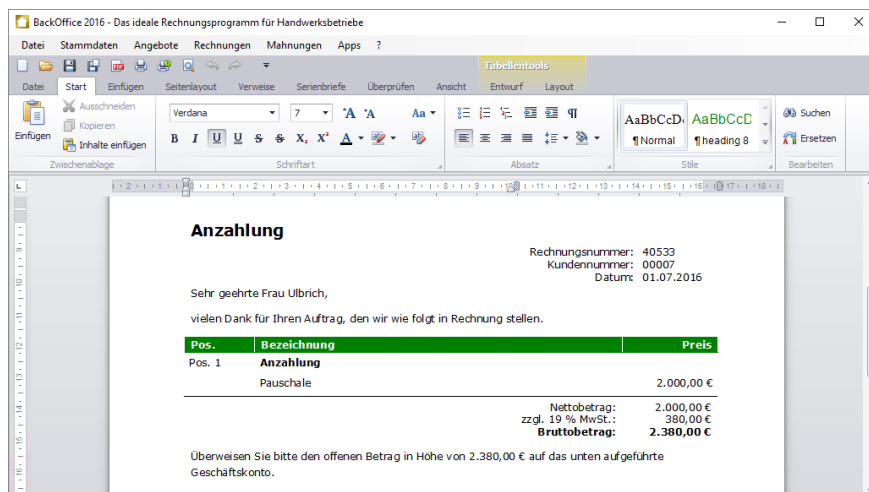 BackOffice 2016 - Das ideale Rechnungsprogramm für Handwerksbetriebe
Datei Stammdaten Angebote Rechnungen Mahnungen Apps ?
Tabellentools
Datei Start Einfügen Seitenlayout Verweise Serienbriefe Überprüfen Ansicht Entwurf Layout
Einfügen
Ausschneiden
Kopieren
Inhalte einfügen
Zwischenablage
Verdana 7
Schriftart
Absatz
AaBbCcD AaBbCcD
¶ Normal ¶ heading 8
Stile
Suchen
Ersetzen
Bearbeiten
Anzahlung
Rechnungsnummer: 40533
Kundennummer: 00007
Datum: 01.07.2016
Sehr geehrte Frau Ulbrich,
vielen Dank für Ihren Auftrag, den wir wie folgt in Rechnung stellen.
Pos. Bezeichnung Preis
Pos. 1 Anzahlung
Pauschale 2.000,00 €
Nettobetrag: 2.000,00 €
zzgl. 19 % MwSt.: 380,00 €
Bruttobetrag: 2.380,00 €
Überweisen Sie bitte den offenen Betrag in Höhe von 2.380,00 € auf das unten aufgeführte
Geschäftskonto.